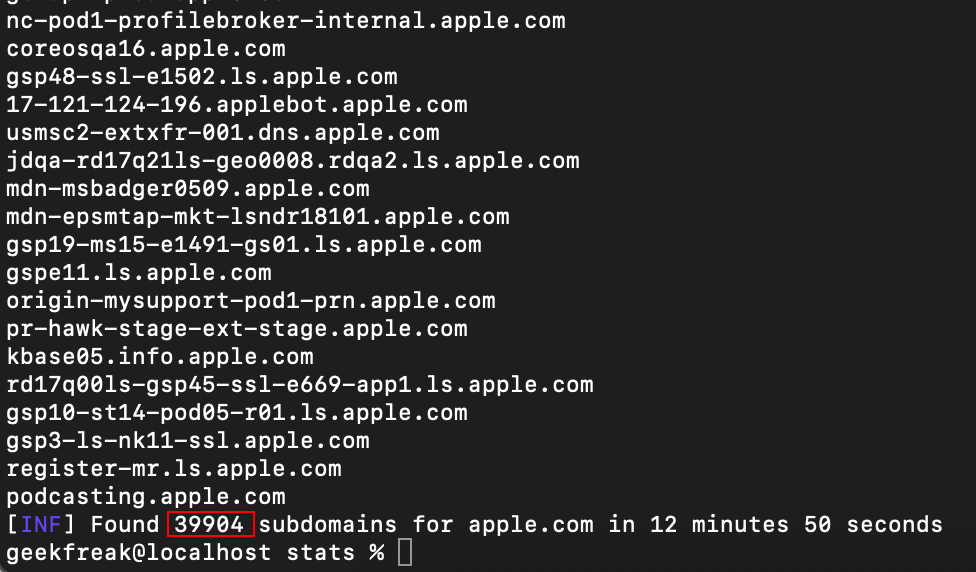 nc-pod1-profilebroker-internal.apple.com
coreosqa16.apple.com
gsp48-ssl-e1502.ls.apple.com
17-121-124-196.applebot.apple.com
usmsc2-extxfr-001.dns.apple.com
jdqa-rd17q21ls-geo0008.rdqa2.ls.apple.com
mdn-msbadger0509.apple.com
mdn-epsmtap-mkt-lsndr18101.apple.com
gsp19-ms15-e1491-gs01.ls.apple.com
gspe11.ls.apple.com
origin-mysupport-pod1-prn.apple.com
pr-hawk-stage-ext-stage.apple.com
kbase05.info.apple.com
rd17q00ls-gsp45-ssl-e669-app1.ls.apple.com
gsp10-st14-pod05-r01.ls.apple.com
gsp3-ls-nk11-ssl.apple.com
register-mr.ls.apple.com
podcasting.apple.com
[INF] Found 39904 subdomains for apple.com in 12 minutes 50 seconds
geekfreak@localhost stats %